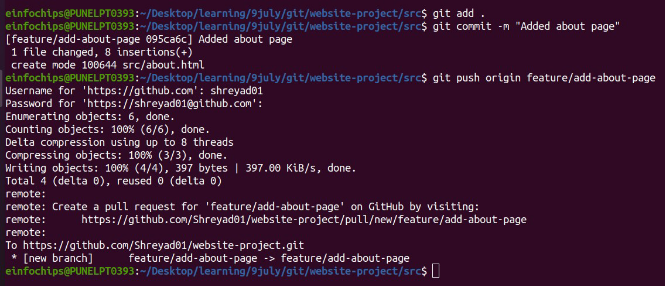 einfochips@PUNELPT0393:~/Desktop/learning/9july/git/website-project/src$ git add .
einfochips@PUNELPT0393:~/Desktop/learning/9july/git/website-project/src$ git commit -m "Added about page"
[feature/add-about-page 095ca6c] Added about page
 1 file changed, 8 insertions(+)
 create mode 100644 src/about.html
einfochips@PUNELPT0393:~/Desktop/learning/9july/git/website-project/src$ git push origin feature/add-about-page
Username for 'https://github.com': shreyad01
Password for 'https://shreyad01@github.com':
Enumerating objects: 6, done.
Counting objects: 100% (6/6), done.
Delta compression using up to 8 threads
Compressing objects: 100% (3/3), done.
Writing objects: 100% (4/4), 397 bytes | 397.00 KiB/s, done.
Total 4 (delta 0), reused 0 (delta 0)
remote:
remote: Create a pull request for 'feature/add-about-page' on GitHub by visiting:
remote:      https://github.com/Shreyad01/website-project/pull/new/feature/add-about-page
remote:
To https://github.com/Shreyad01/website-project.git
 * [new branch]      feature/add-about-page -> feature/add-about-page
einfochips@PUNELPT0393:~/Desktop/learning/9july/git/website-project/src$